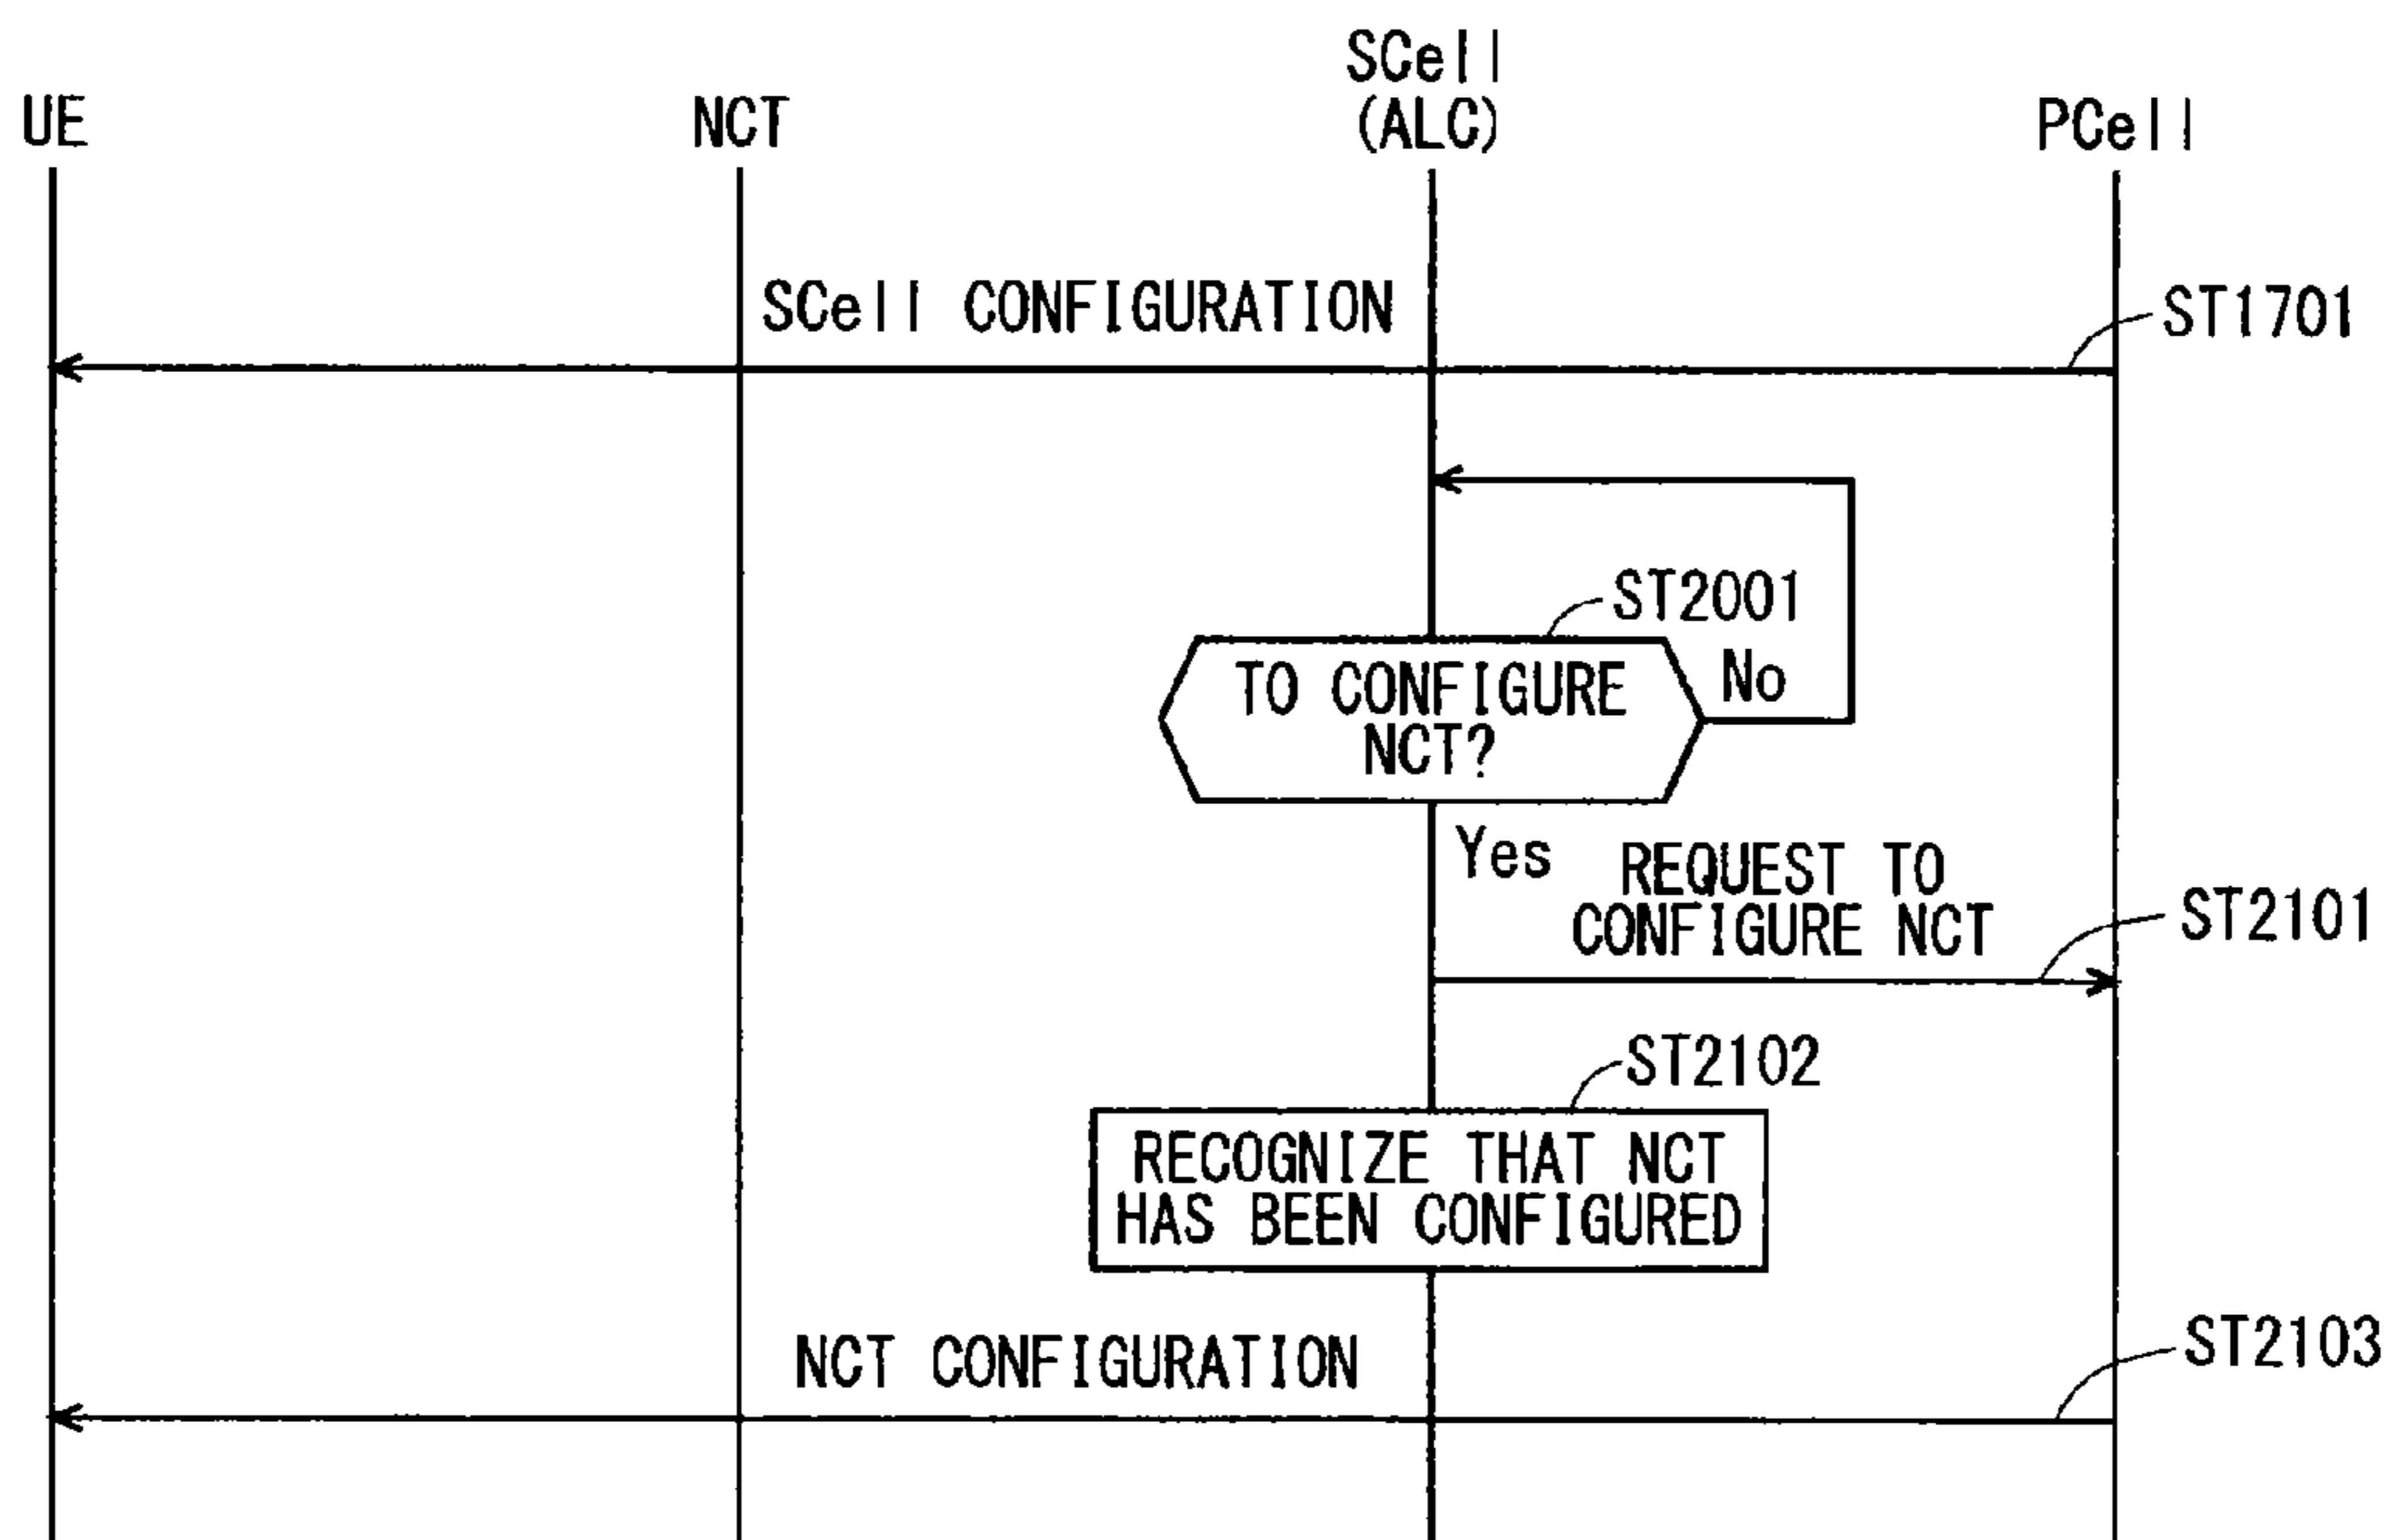 UE
NCT
SCell
(ALC)
PCell
SCell CONFIGURATION
ST1701
ST2001
TO CONFIGURE
NCT?
No
Yes
REQUEST TO
CONFIGURE NCT
ST2101
ST2102
RECOGNIZE THAT NCT
HAS BEEN CONFIGURED
NCT CONFIGURATION
ST2103